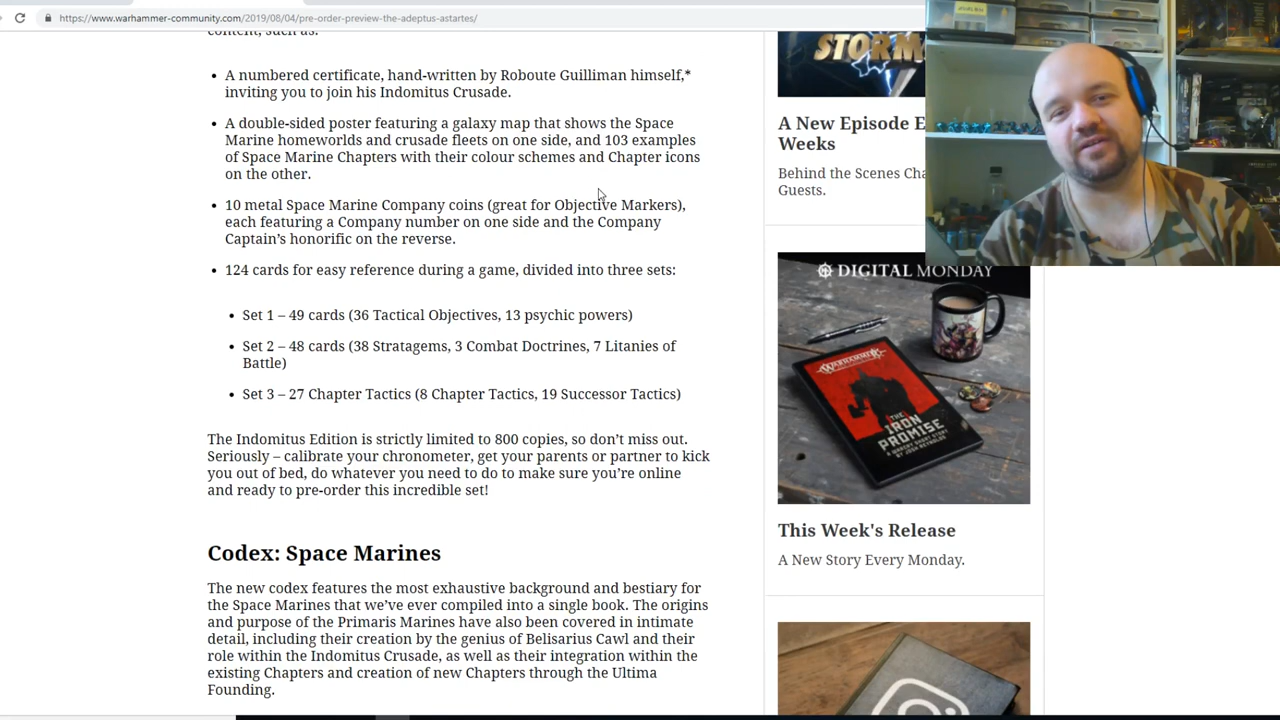 https://www.warhammer-community.com/2019/08/04/pre-order-preview-the-adeptus-astartes/
content, such as:
• A numbered certificate, hand-written by Roboute Guilliman himself,*
inviting you to join his Indomitus Crusade.
• A double-sided poster featuring a galaxy map that shows the Space
Marine homeworlds and crusade fleets on one side, and 103 examples
of Space Marine Chapters with their colour schemes and Chapter icons
on the other.
• 10 metal Space Marine Company coins (great for Objective Markers),
each featuring a Company number on one side and the Company
Captain’s honorific on the reverse.
• 124 cards for easy reference during a game, divided into three sets:
• Set 1 – 49 cards (36 Tactical Objectives, 13 psychic powers)
• Set 2 – 48 cards (38 Stratagems, 3 Combat Doctrines, 7 Litanies of
Battle)
• Set 3 – 27 Chapter Tactics (8 Chapter Tactics, 19 Successor Tactics)
The Indomitus Edition is strictly limited to 800 copies, so don’t miss out.
Seriously – calibrate your chronometer, get your parents or partner to kick
you out of bed, do whatever you need to do to make sure you’re online
and ready to pre-order this incredible set!
Codex: Space Marines
The new codex features the most exhaustive background and bestiary for
the Space Marines that we’ve ever compiled into a single book. The origins
and purpose of the Primaris Marines have also been covered in intimate
detail, including their creation by the genius of Belisarius Cawl and their
role within the Indomitus Crusade, as well as their integration within the
existing Chapters and creation of new Chapters through the Ultima
Founding.
STORM
A New Episode E
Weeks
Behind the Scenes Cha
Guests.
DIGITAL MONDAY
WARHAMMER
THE
IRON
PROMISE
A WARCRY SHORT STORY
BY JOSH REYNOLDS
This Week's Release
A New Story Every Monday.